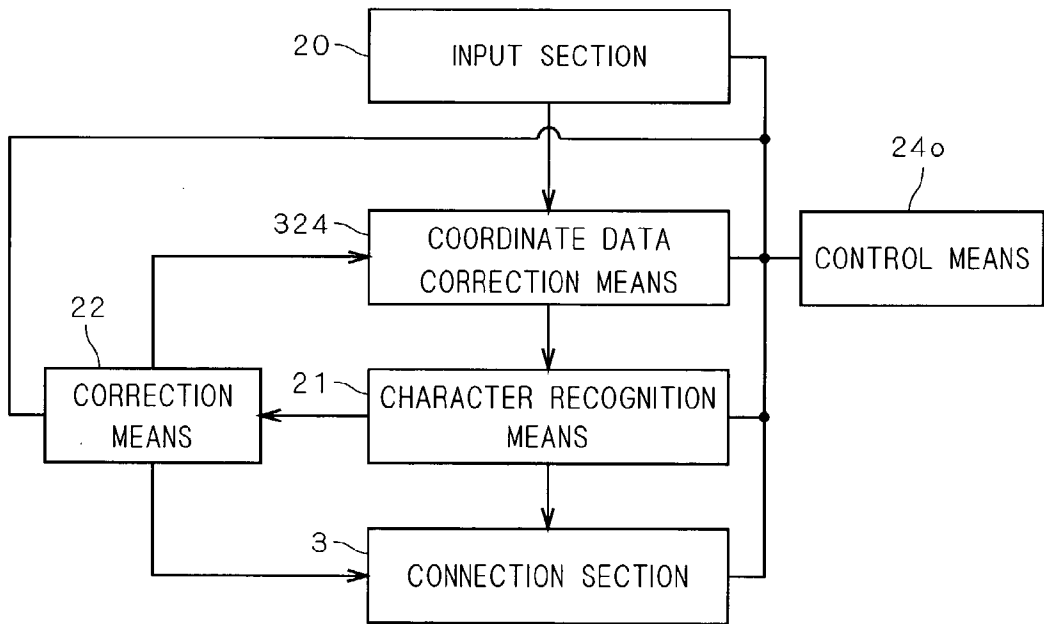 20
INPUT SECTION
24o
324
COORDINATE DATA
CORRECTION MEANS
CONTROL MEANS
22
CORRECTION
MEANS
21
CHARACTER RECOGNITION
MEANS
3
CONNECTION SECTION